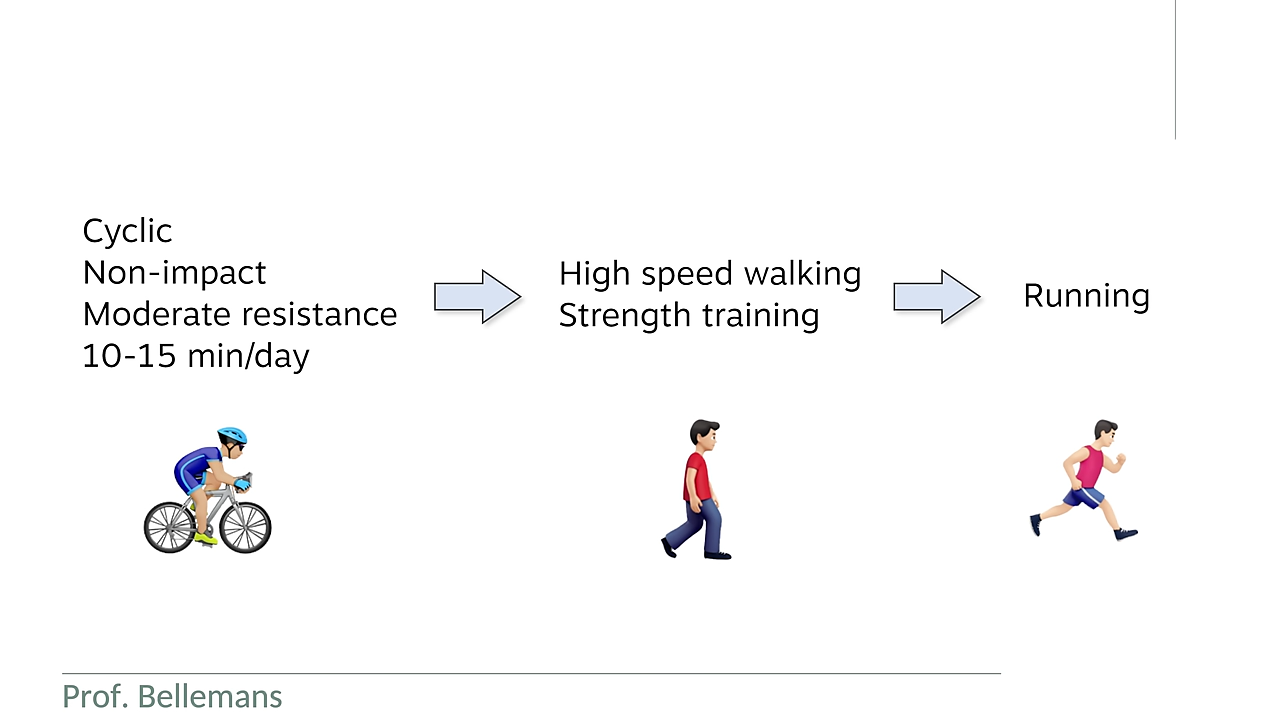 Cyclic
Non-impact
Moderate resistance
10-15 min/day
High speed walking
Strength training
Running
Prof. Bellemans